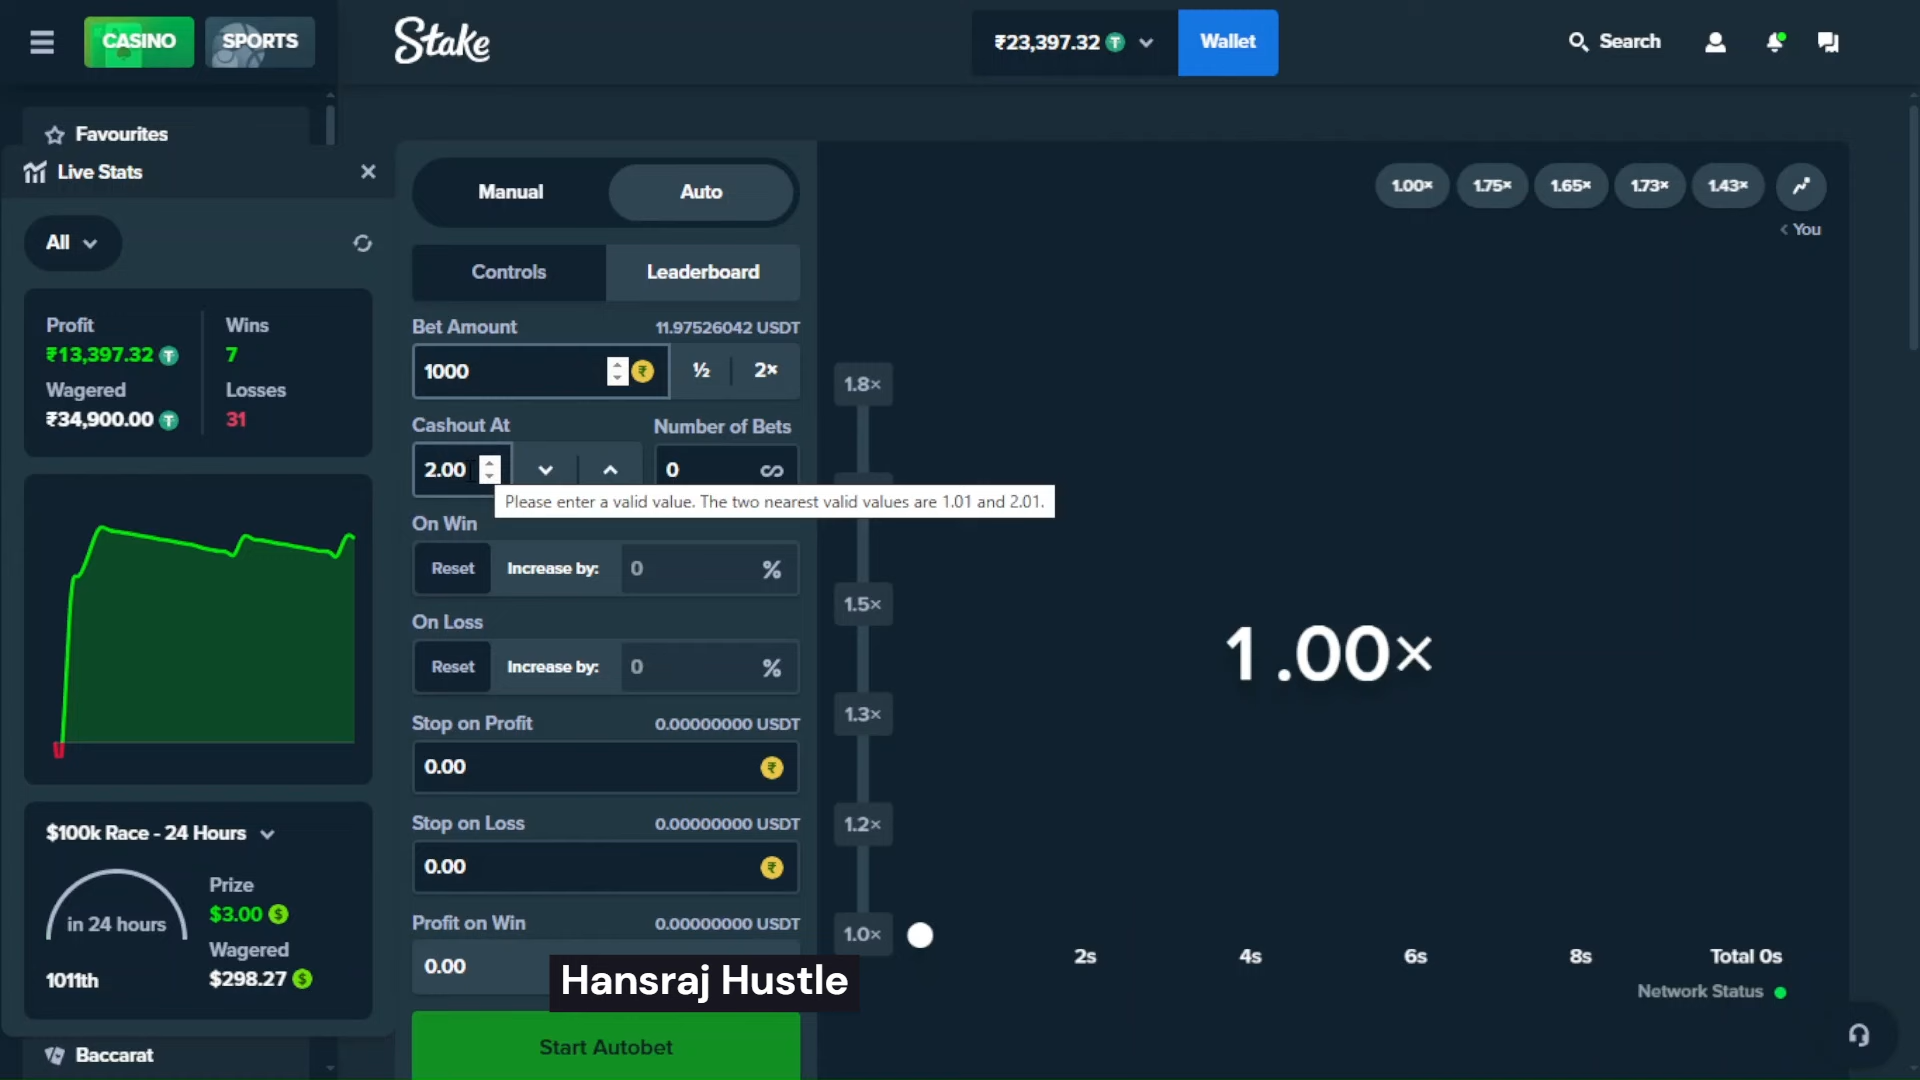 CASINO
SPORTS
Stake
₹23,397.32
Wallet
Search
Favourites
Live Stats
All
Profit
₹13,397.32
Wins
7
Wagered
₹34,900.00
Losses
31
$100k Race - 24 Hours
in 24 hours
1011th
Prize
$3.00
Wagered
$298.27
Baccarat
Manual
Auto
Controls
Leaderboard
Bet Amount
11.97526042 USDT
1000
½
2×
Cashout At
Number of Bets
2.00
0
Please enter a valid value. The two nearest valid values are 1.01 and 2.01.
On Win
Reset
Increase by:
0
%
On Loss
Reset
Increase by:
0
%
Stop on Profit
0.00000000 USDT
0.00
Stop on Loss
0.00000000 USDT
0.00
Profit on Win
0.00000000 USDT
0.00
Hansraj Hustle
Start Autobet
1.00×
1.75×
1.65×
1.73×
1.43×
< You
1.8×
1.5×
1.3×
1.2×
1.0×
1.00×
2s
4s
6s
8s
Total 0s
Network Status